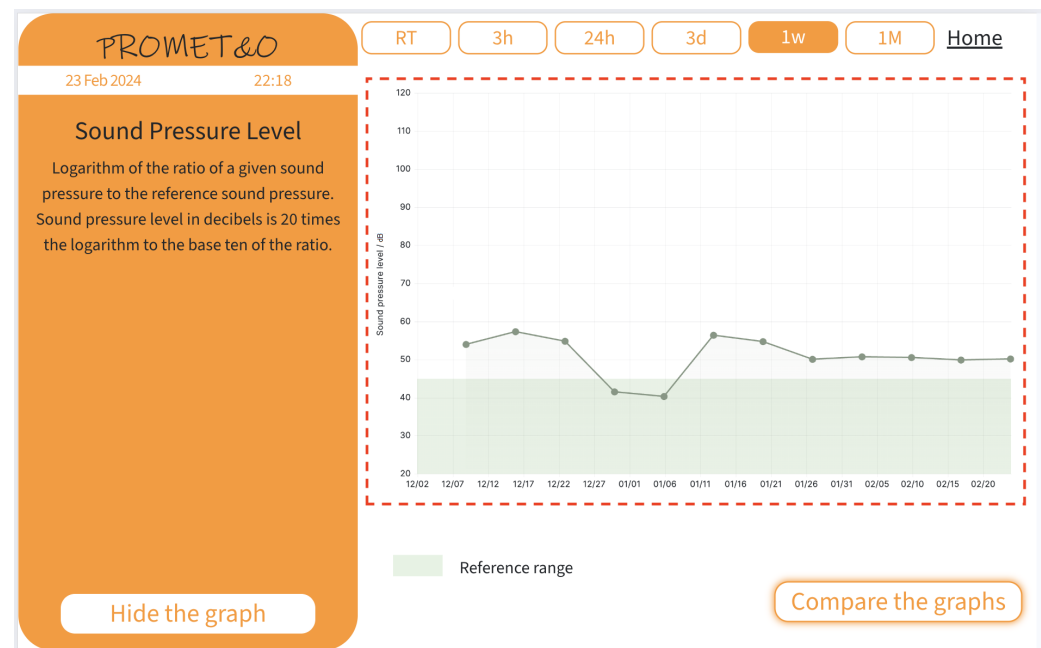 PROMET&O
23 Feb 2024 22:18
Sound Pressure Level
Logarithm of the ratio of a given sound
pressure to the reference sound pressure.
Sound pressure level in decibels is 20 times
the logarithm to the base ten of the ratio.
Hide the graph
RT 3h 24h 3d 1w 1M Home
Sound pressure level / dB
120
110
100
90
80
70
60
50
40
30
20
12/02 12/07 12/12 12/17 12/22 12/27 01/01 01/06 01/11 01/16 01/21 01/26 01/31 02/05 02/10 02/15 02/20
Reference range
Compare the graphs